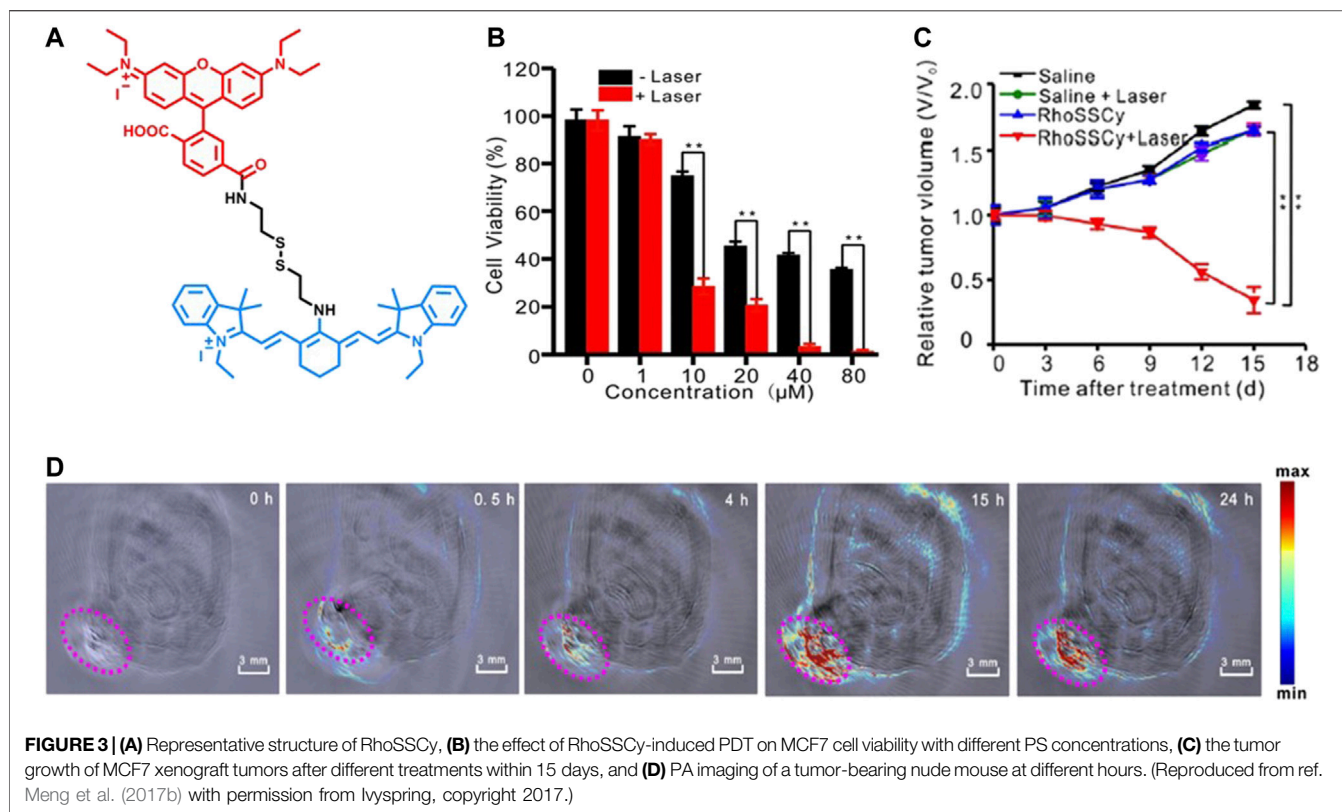 A
N
+
I
-
O
N
HOOC
O
HN
S
S
NH
N
+
I
-
N
B
120
100
80
60
40
20
0
Cell Viability (%)
- Laser
+ Laser
**
**
**
**
0 1 10 20 40 80
Concentration (μM)
C
2.0
1.5
1.0
0.5
0
Relative tumor violume (V/V₀)
Saline
Saline + Laser
RhoSSCy
RhoSSCy+Laser
**
**
0 3 6 9 12 15 18
Time after treatment (d)
D
0 h
3 mm
0.5 h
3 mm
4 h
3 mm
15 h
3 mm
24 h
3 mm
max
min
FIGURE 3 | (A) Representative structure of RhoSSCy, (B) the effect of RhoSSCy-induced PDT on MCF7 cell viability with different PS concentrations, (C) the tumor
growth of MCF7 xenograft tumors after different treatments within 15 days, and (D) PA imaging of a tumor-bearing nude mouse at different hours. (Reproduced from ref.
Meng et al. (2017b) with permission from Ivyspring, copyright 2017.)